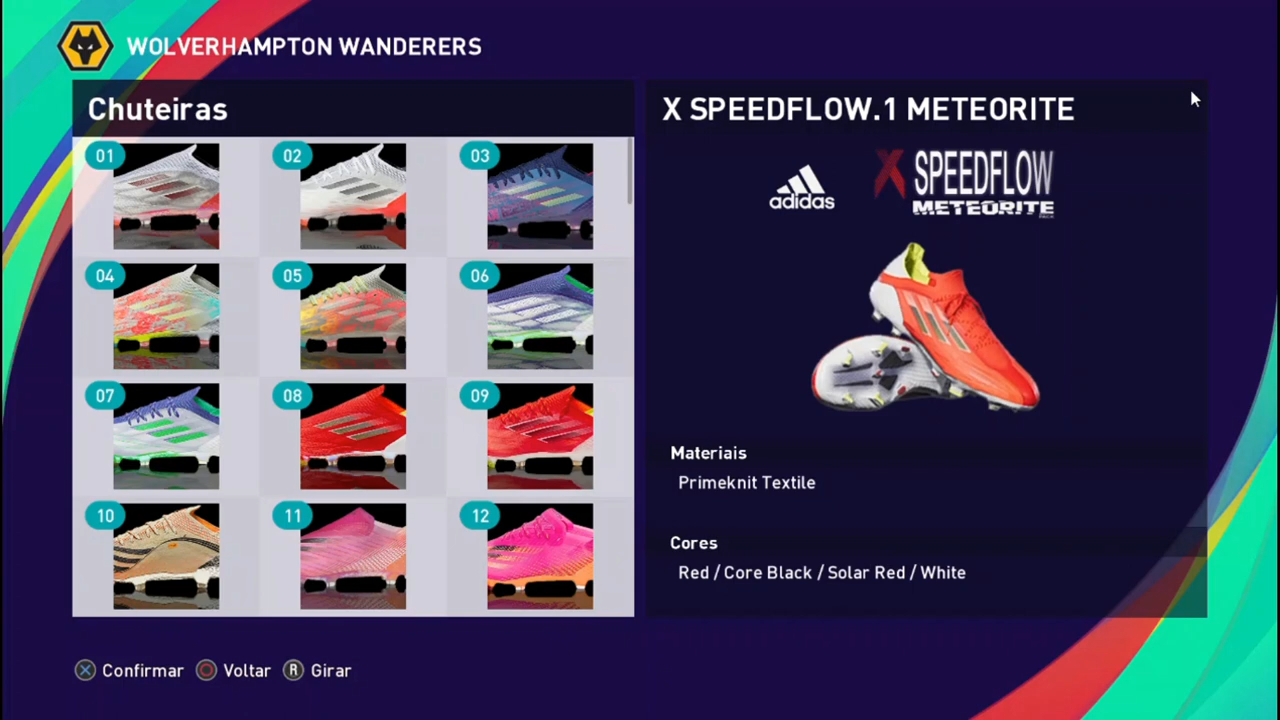 WOLVERHAMPTON WANDERERS
Chuteiras
01
02
03
04
05
06
07
08
09
10
11
12
X SPEEDFLOW.1 METEORITE
adidas
X SPEEDFLOW
METEORITE
Materiais
Primeknit Textile
Cores
Red / Core Black / Solar Red / White
Confirmar
Voltar
R Girar